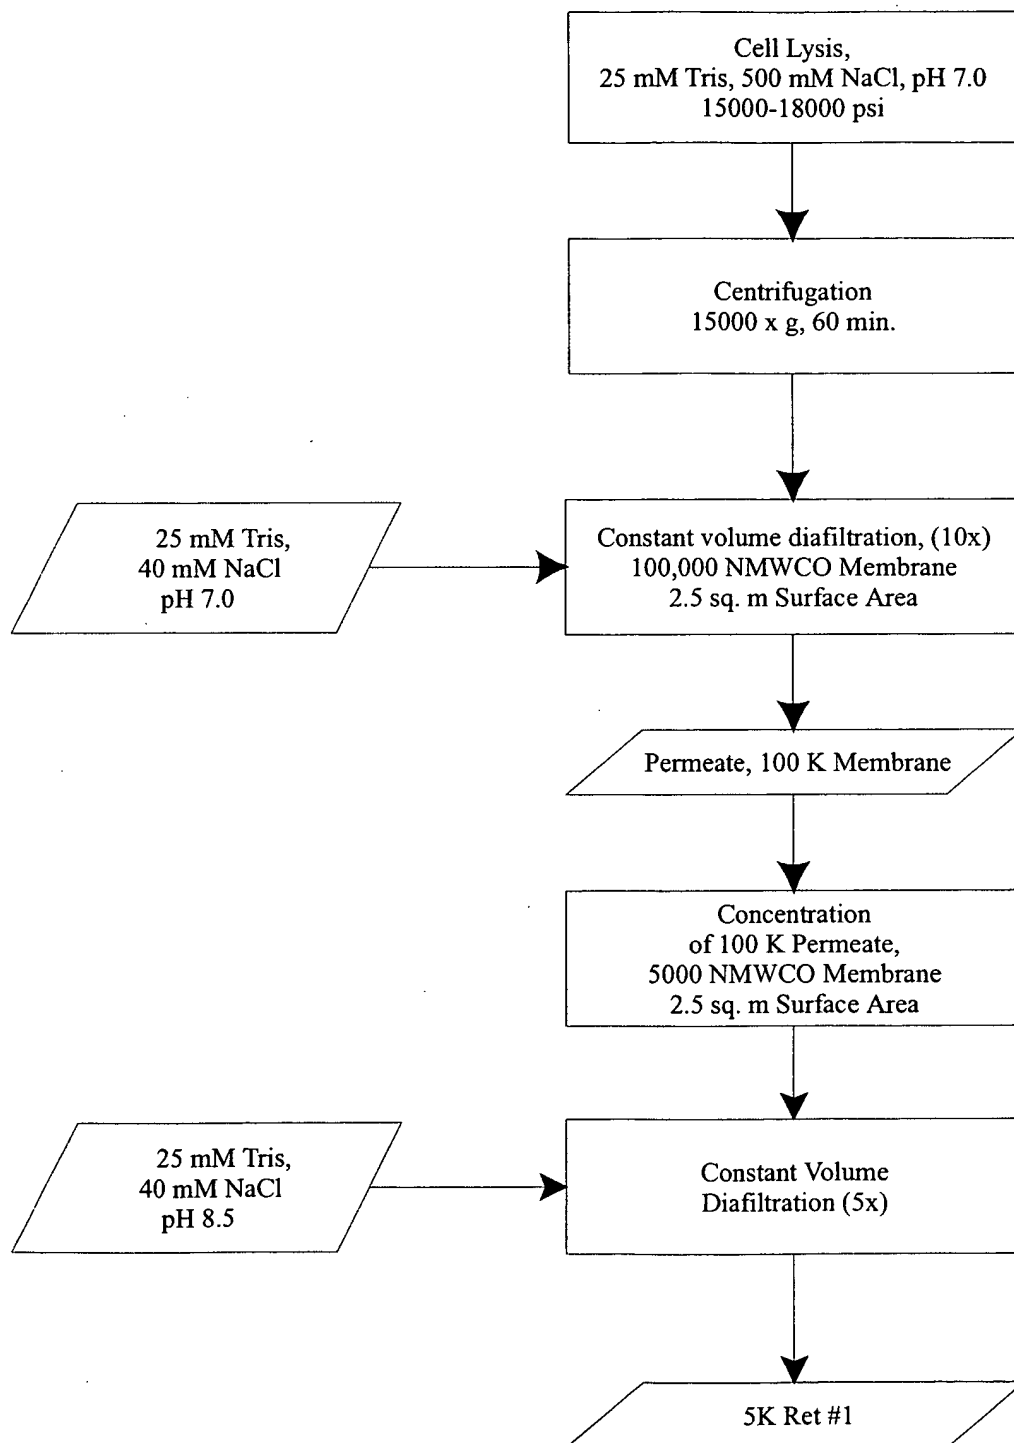 Cell Lysis,
25 mM Tris, 500 mM NaCl, pH 7.0
15000-18000 psi
Centrifugation
15000 x g, 60 min.
25 mM Tris,
40 mM NaCl
pH 7.0
Constant volume diafiltration, (10x)
100,000 NMWCO Membrane
2.5 sq. m Surface Area
Permeate, 100 K Membrane
Concentration
of 100 K Permeate,
5000 NMWCO Membrane
2.5 sq. m Surface Area
25 mM Tris,
40 mM NaCl
pH 8.5
Constant Volume
Diafiltration (5x)
5K Ret #1